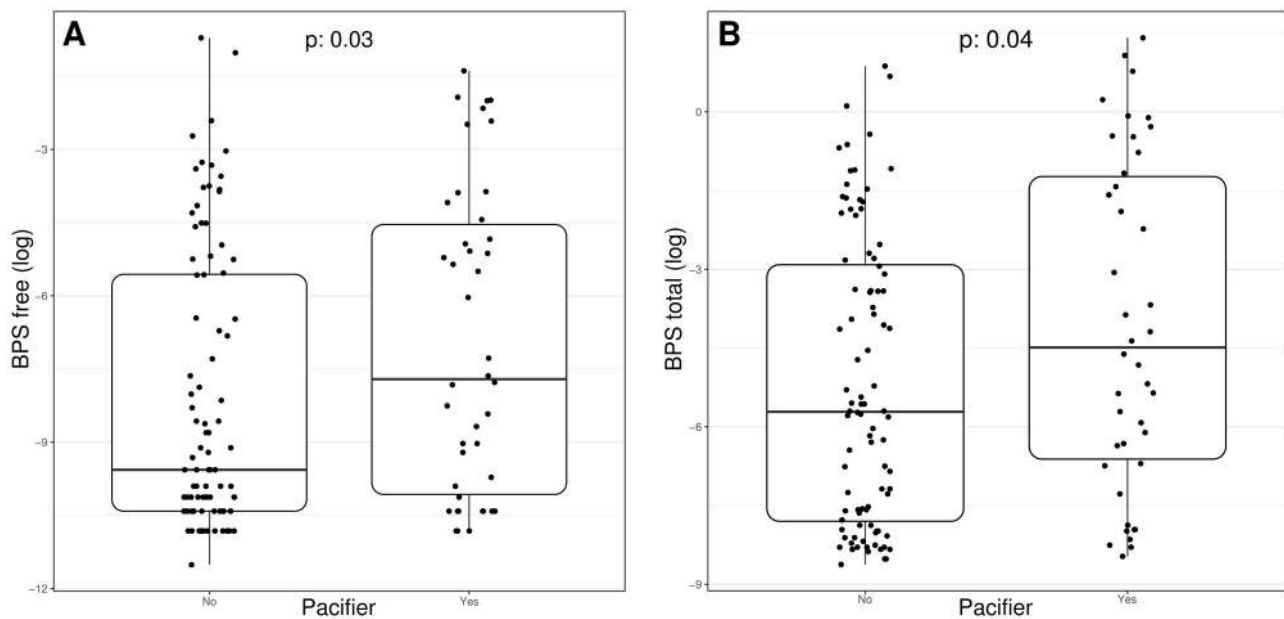 A
p: 0.03
BPS free (log)
−3
−6
−9
−12
No
Yes
Pacifier
B
p: 0.04
BPS total (log)
0
−3
−6
−9
No
Yes
Pacifier